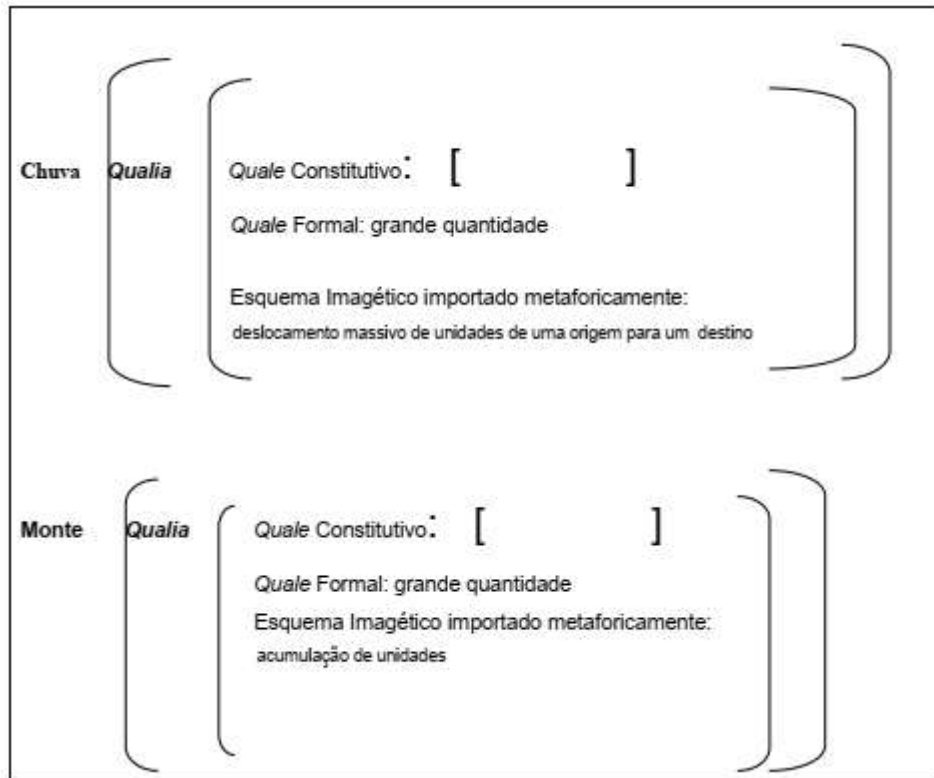 Chuva Qualia Quale Constitutivo: [ ]
Quale Formal: grande quantidade
Esquema Imagético importado metaforicamente:
deslocamento massivo de unidades de uma origem para um destino
Monte Qualia Quale Constitutivo: [ ]
Quale Formal: grande quantidade
Esquema Imagético importado metaforicamente:
acumulação de unidades